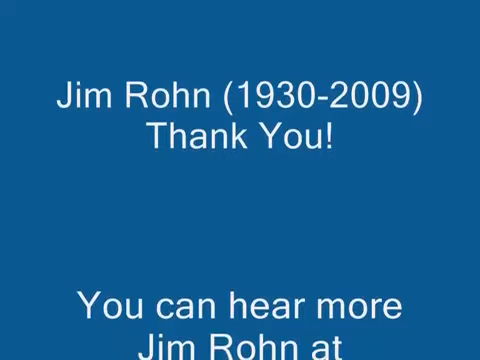 Jim Rohn (1930-2009)
Thank You!
You can hear more
Jim Rohn at